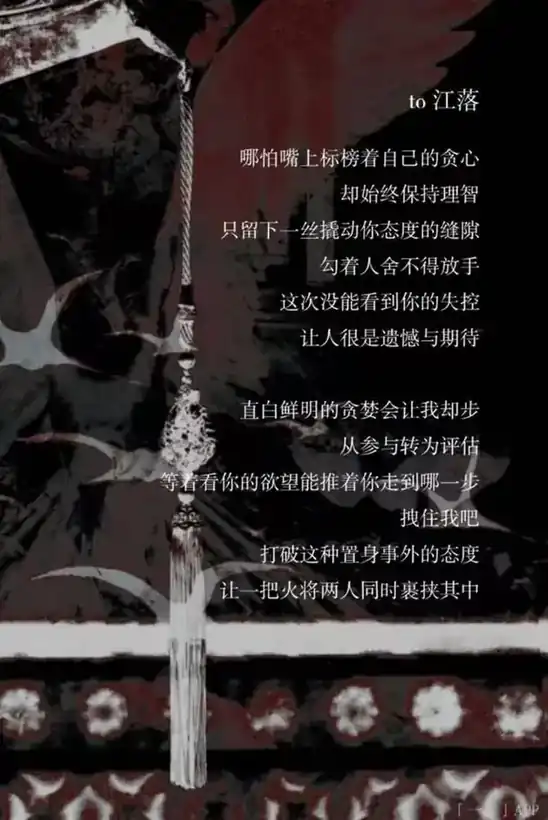 to 江落
哪怕嘴上标榜着自己的贪心
却始终保持理智
只留下一丝撬动你态度的缝隙
勾着人舍不得放手
这次没能看到你的失控
让人很是遗憾与期待
直白鲜明的贪婪会让我却步
从参与转为评估
等着看你的欲望能推着你走到哪一步
拽住我吧
打破这种置身事外的态度
让一把火将两人同时裹挟其中